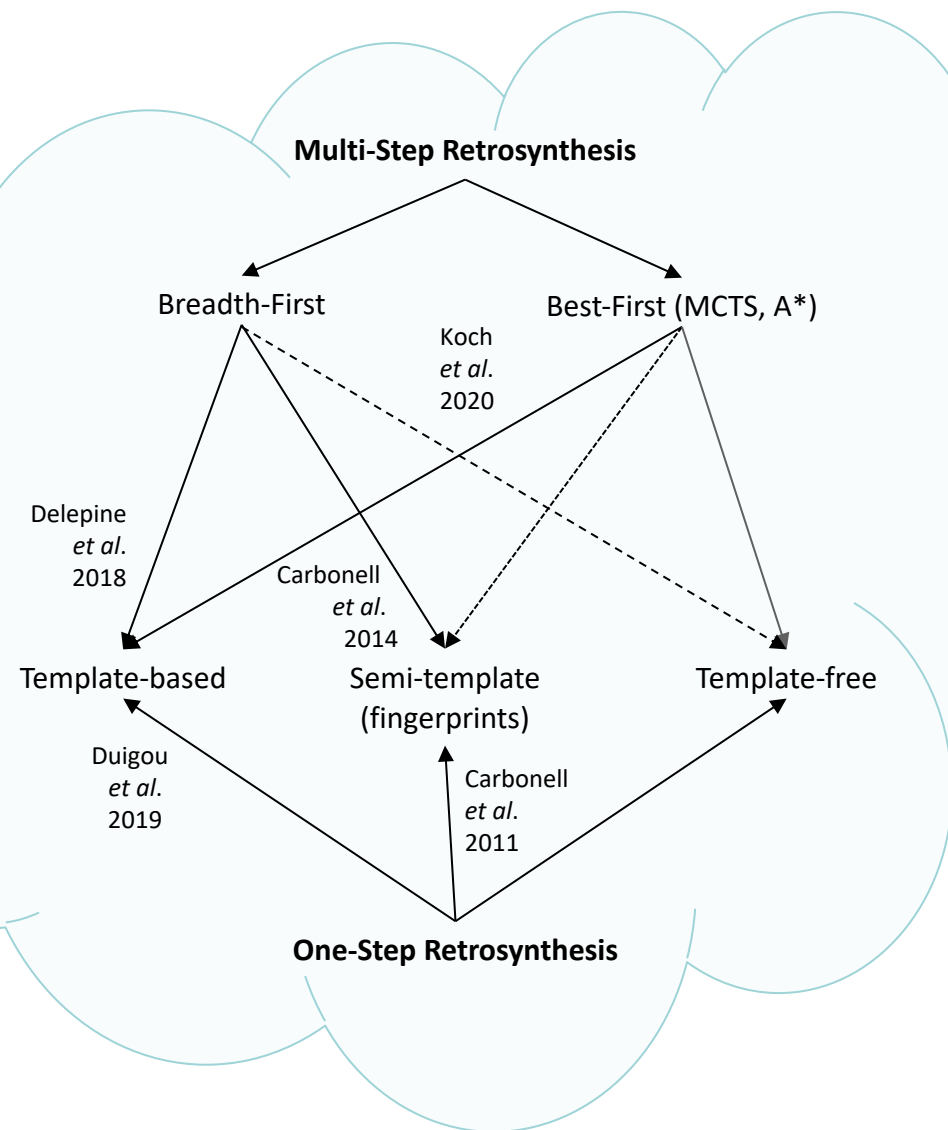 Multi-Step Retrosynthesis
Breadth-First
Best-First (MCTS, A*)
Koch
et al.
2020
Delepine
et al.
2018
Carbonell
et al.
2014
Template-based
Semi-template
(fingerprints)
Template-free
Duigou
et al.
2019
Carbonell
et al.
2011
One-Step Retrosynthesis